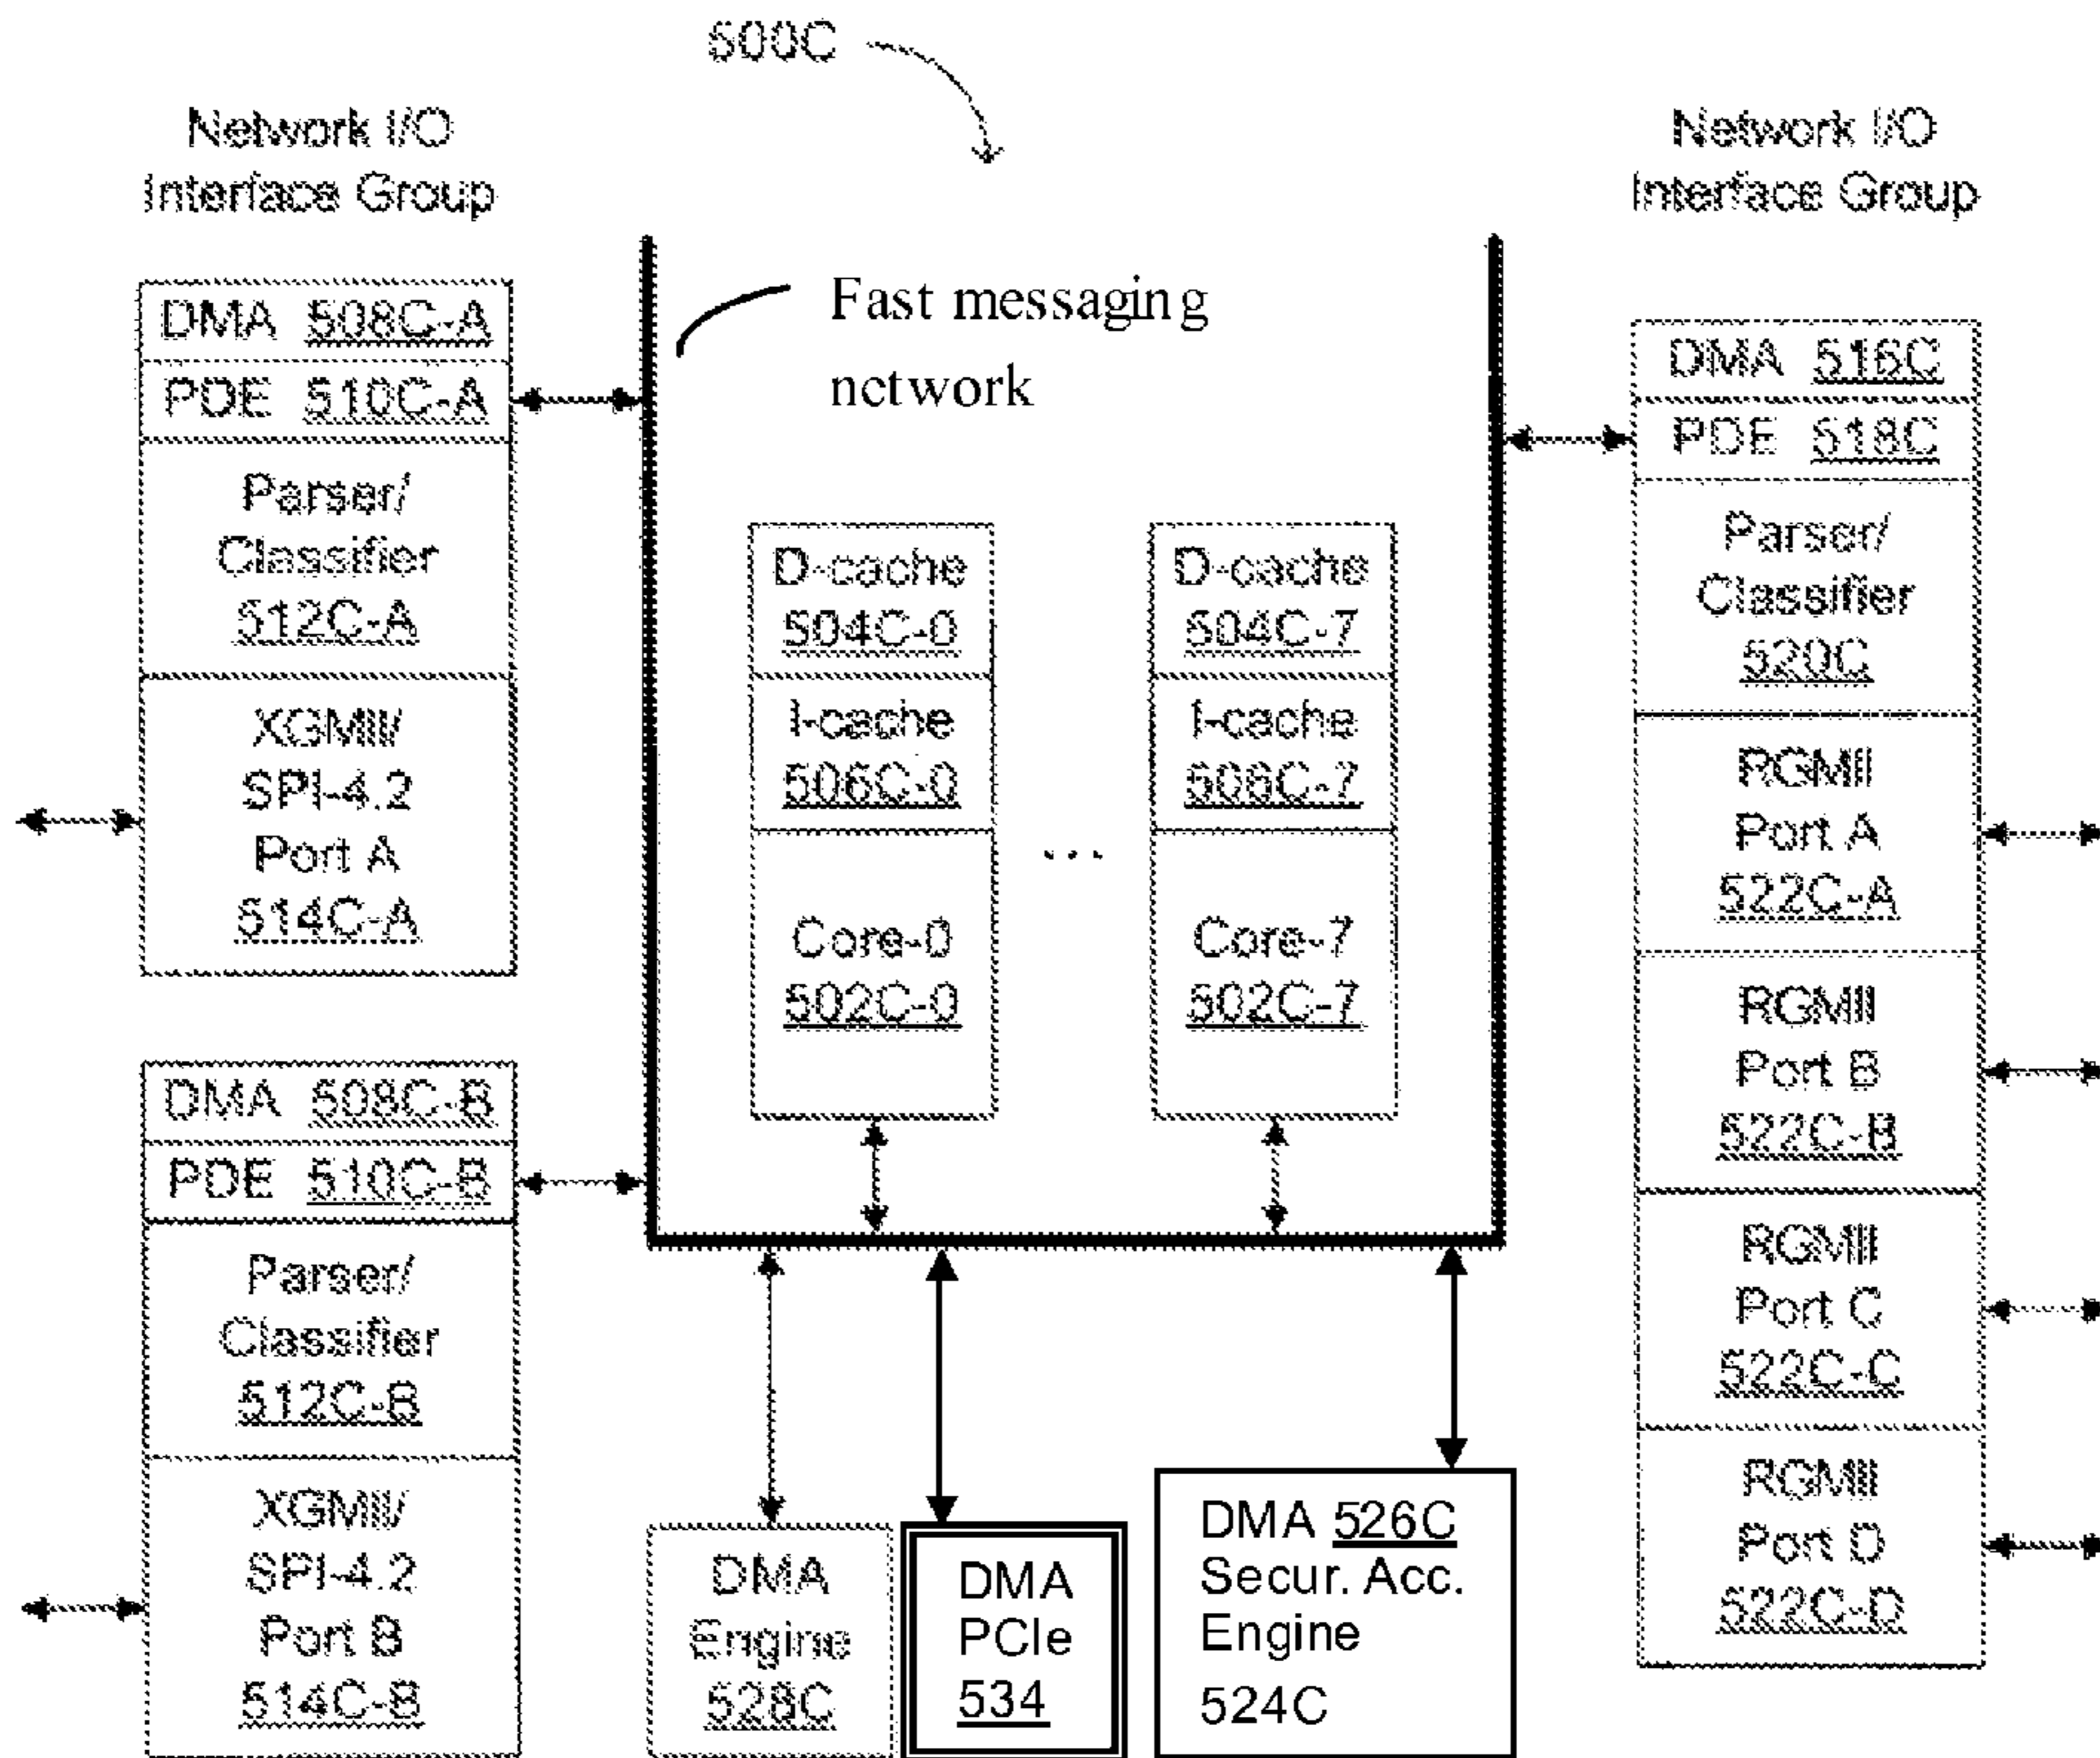 500C
Network I/O
Interface Group
DMA 508C-A
PDE 510C-A
Parser/
Classifier
512C-A
XGMII/
SPI-4.2
Port A
514C-A
DMA 508C-B
PDE 510C-B
Parser/
Classifier
512C-B
XGMII/
SPI-4.2
Port B
514C-B
Fast messaging
network
D-cache
504C-0
I-cache
506C-0
Core-0
502C-0
...
D-cache
504C-7
I-cache
506C-7
Core-7
502C-7
DMA
Engine
528C
DMA
PCIe
534
DMA 526C
Secur. Acc.
Engine
524C
Network I/O
Interface Group
DMA 516C
PDE 518C
Parser/
Classifier
520C
RGMII
Port A
522C-A
RGMII
Port B
522C-B
RGMII
Port C
522C-C
RGMII
Port D
522C-D